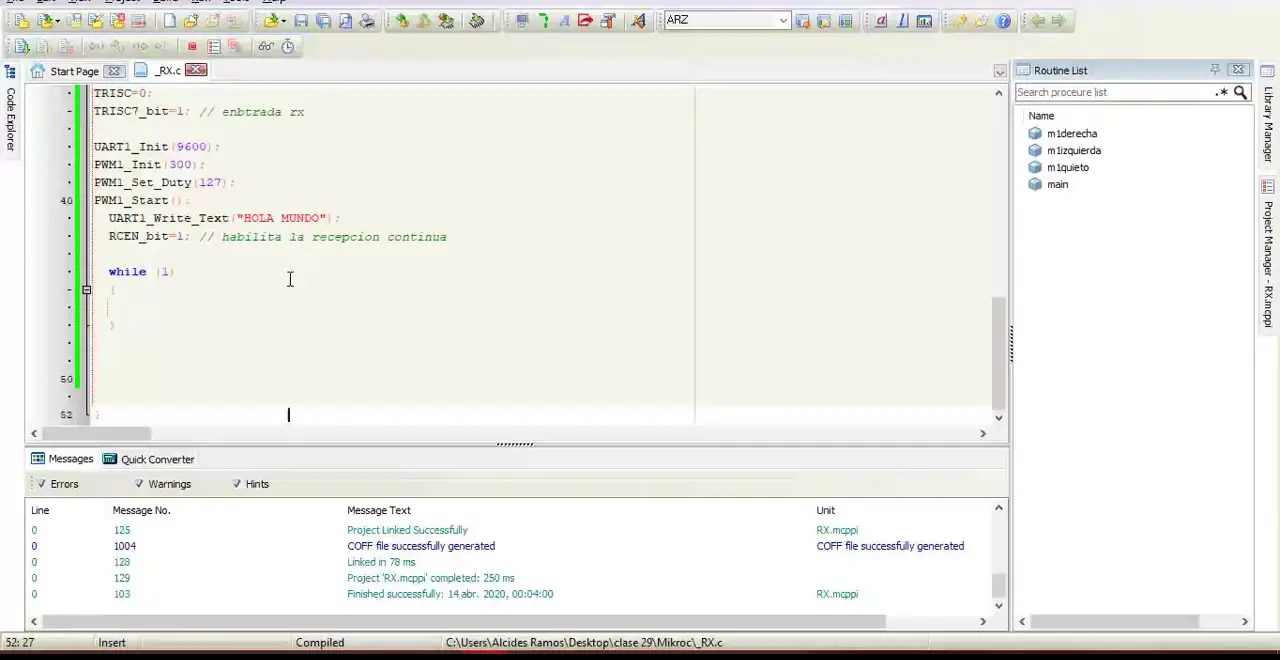 ARZ
Start Page
_RX.c
Routine List
Code Explorer
Search proceure list
.*
Name
m1derecha
m1izquierda
m1quieto
main
Library Manager
Project Manager - RX.mcppi
TRISC=0;
TRISC7_bit=1; // enbtrada rx
UART1_Init(9600);
PWM1_Init(300);
PWM1_Set_Duty(127);
40
PWM1_Start();
UART1_Write_Text("HOLA MUNDO");
RCEN_bit=1; // habilita la recepcion continua
while (1)
{
}
50
52
}
Messages
Quick Converter
Errors
Warnings
Hints
Line Message No. Message Text Unit
0 125 Project Linked Successfully RX.mcppi
0 1004 COFF file successfully generated COFF file successfully generated
0 128 Linked in 78 ms
0 129 Project 'RX.mcppi' completed: 250 ms
0 103 Finished successfully: 14 abr. 2020, 00:04:00 RX.mcppi
52: 27 Insert Compiled C:\Users\Alcides Ramos\Desktop\clase 29\Mikroc\_RX.c